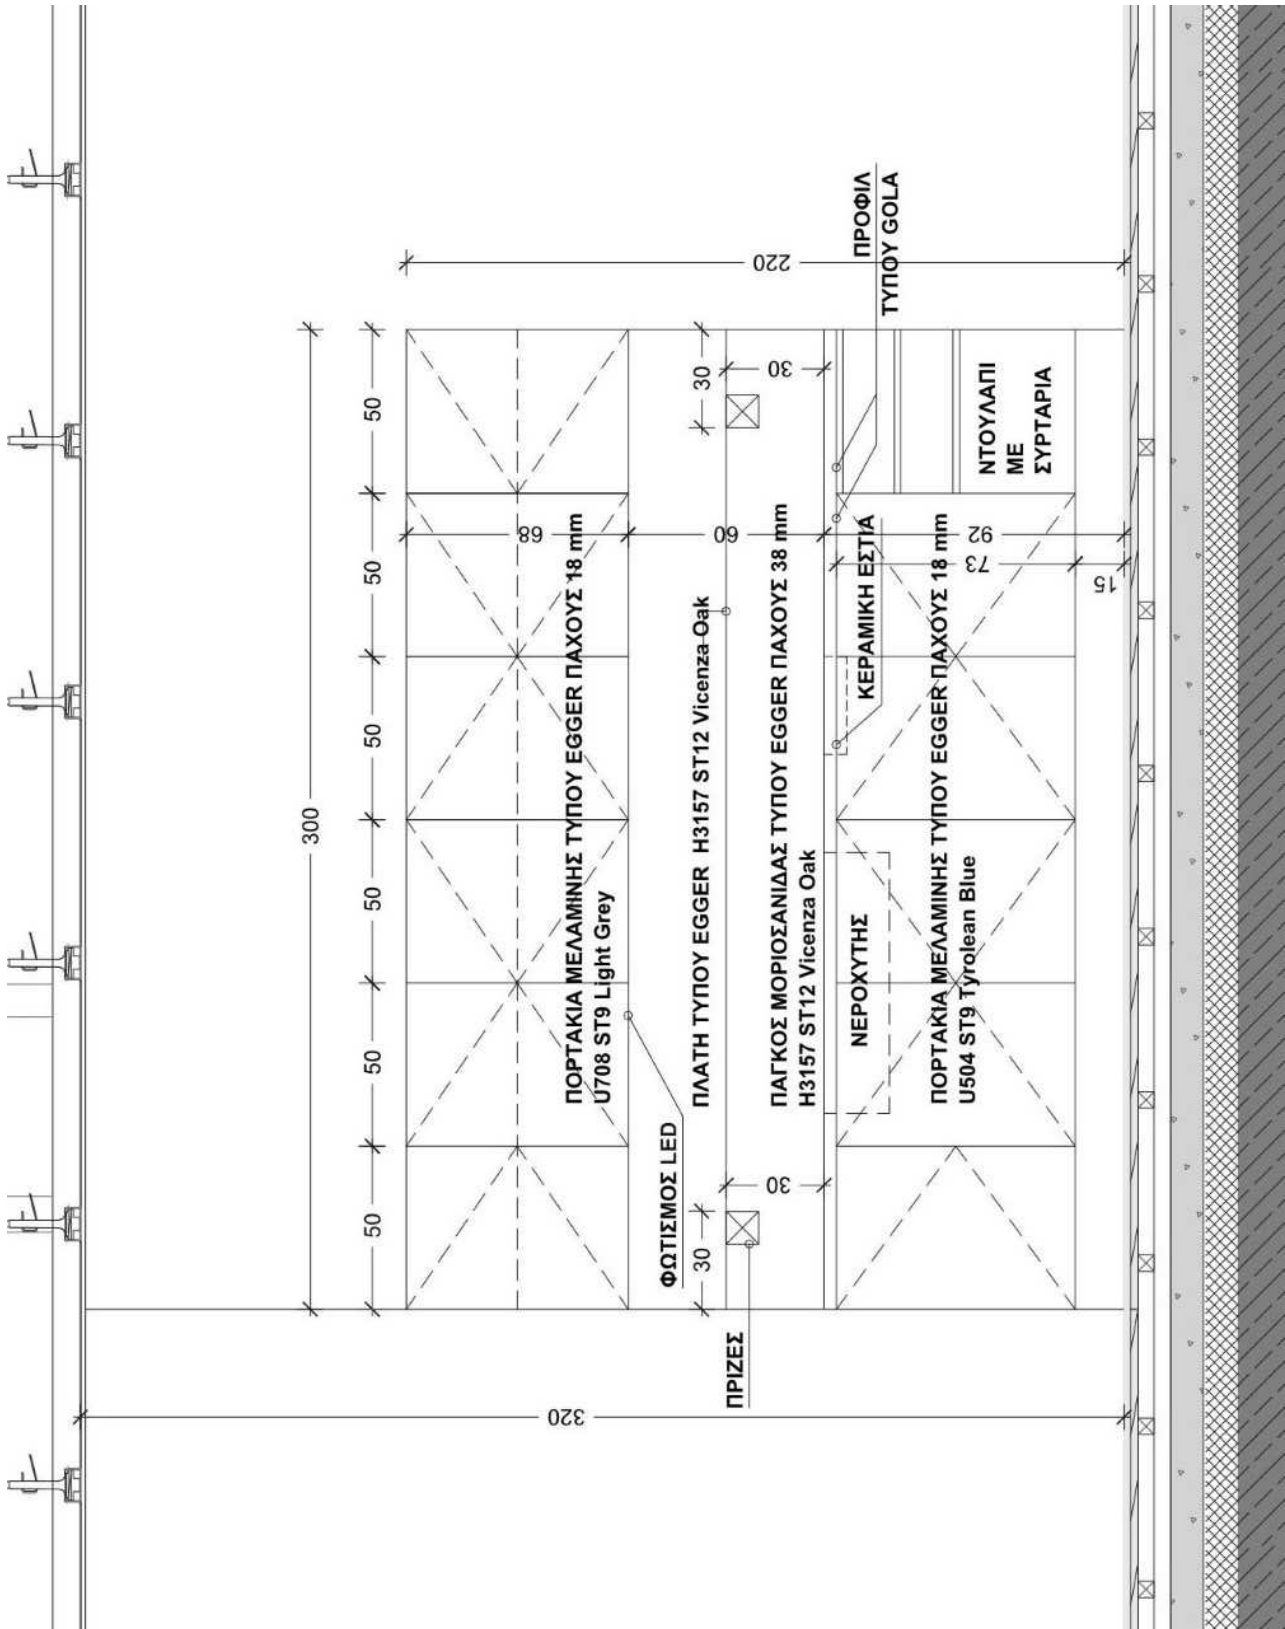 300
50
50
50
50
50
50
68
ΠΟΡΤΑΚΙΑ ΜΕΛΑΜΙΝΗΣ ΤΥΠΟΥ EGGER ΠΑΧΟΥΣ 18 mm
U708 ST9 Light Grey
ΦΩΤΙΣΜΟΣ LED
30
30
60
ΠΛΑΤΗ ΤΥΠΟΥ EGGER H3157 ST12 Vicenza Oak
ΠΡΙΖΕΣ
30
30
ΠΑΓΚΟΣ ΜΟΡΙΟΣΑΝΙΔΑΣ ΤΥΠΟΥ EGGER ΠΑΧΟΥΣ 38 mm
H3157 ST12 Vicenza Oak
ΝΕΡΟΧΥΤΗΣ
ΚΕΡΑΜΙΚΗ ΕΣΤΙΑ
ΠΡΟΦΙΛ
ΤΥΠΟΥ GOLA
ΠΟΡΤΑΚΙΑ ΜΕΛΑΜΙΝΗΣ ΤΥΠΟΥ EGGER ΠΑΧΟΥΣ 18 mm
U504 ST9 Tyrolean Blue
ΝΤΟΥΛΑΠΙ
ΜΕ
ΣΥΡΤΑΡΙΑ
73
92
15
220
320